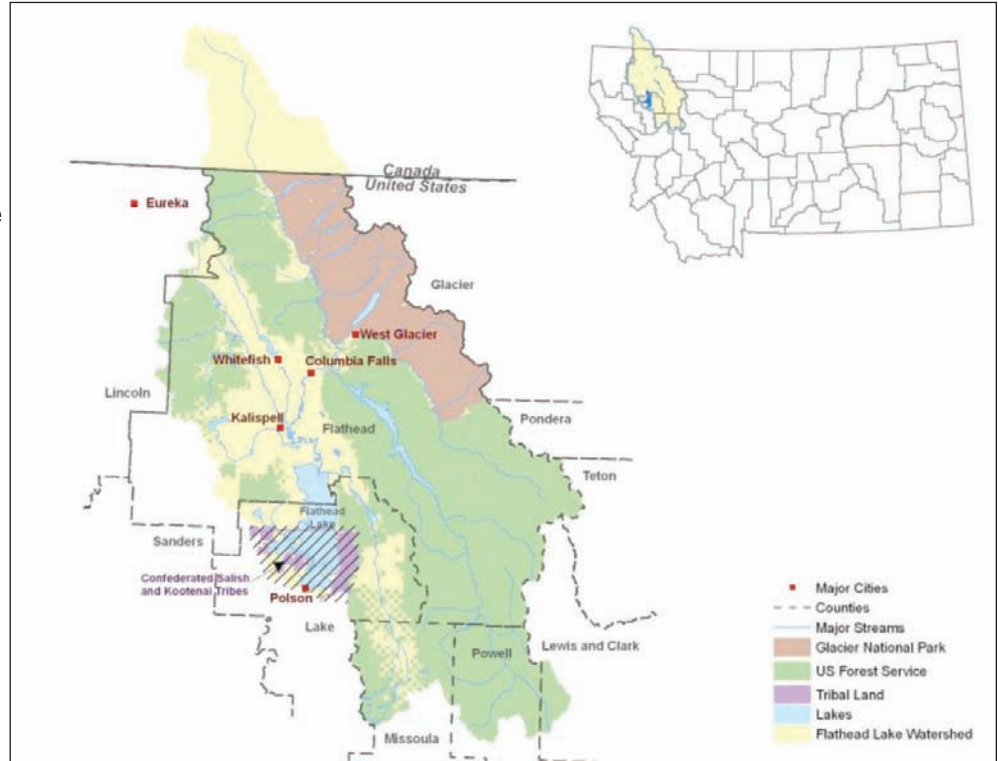 Canada
United States
e
Eureka
Glacier
West Glacier
Whitefish
Columbia Falls
Lincoln
Kalispell
Flathead
Pondera
Teton
Flathead
Lake
Sanders
Confederated Salish
and Kootenai Tribes
Polson
Lake
Powell
Lewis and Clark
Missoula
Major Cities
Counties
Major Streams
Glacier National Park
US Forest Service
Tribal Land
Lakes
Flathead Lake Watershed